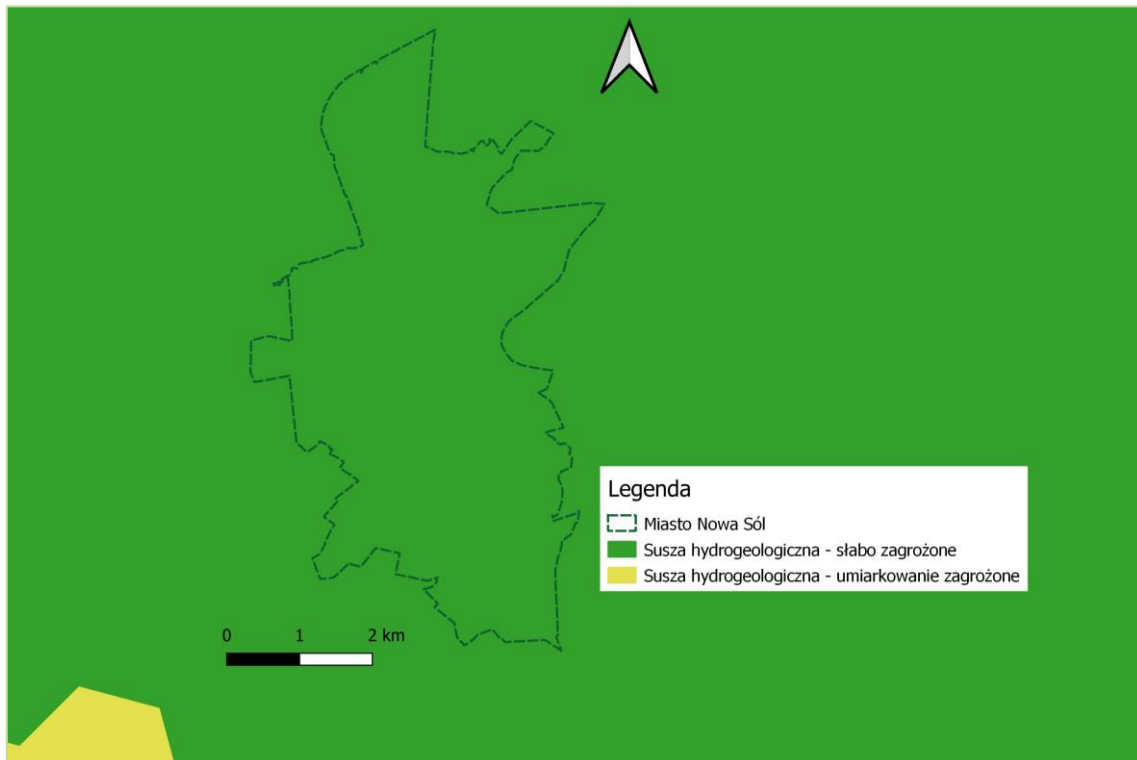 Legenda
Miasto Nowa Sól
Susza hydrogeologiczna - słabo zagrożone
Susza hydrogeologiczna - umiarkowanie zagrożone
0 1 2 km